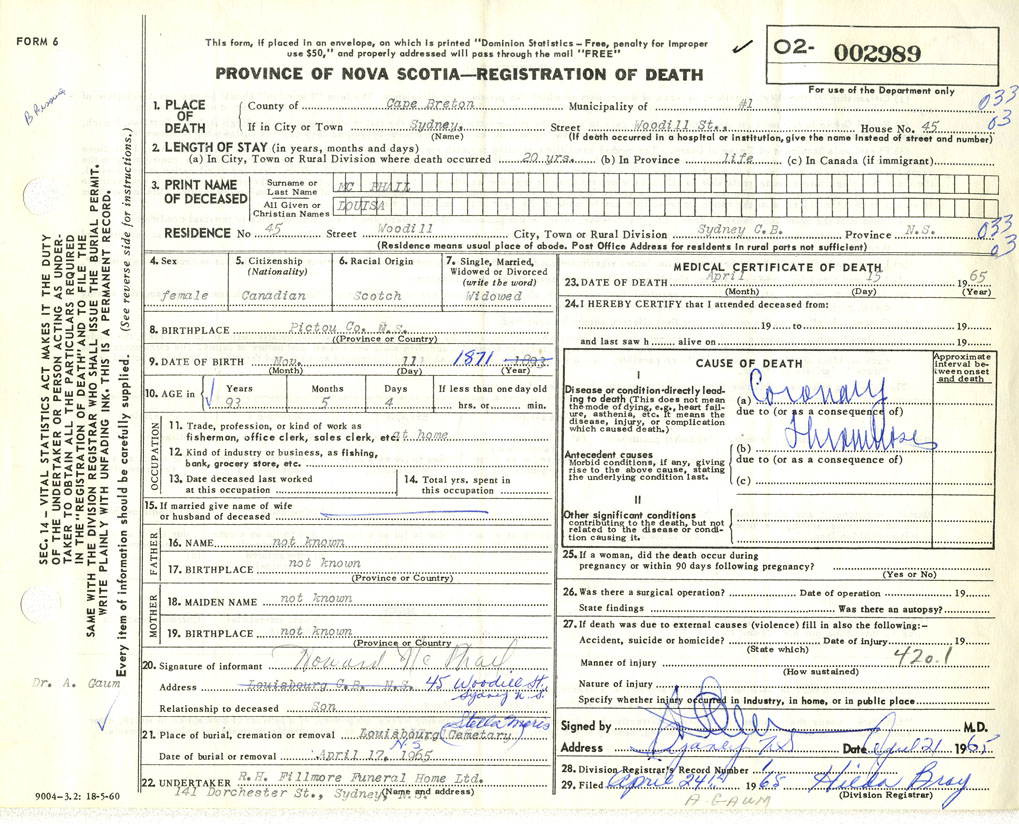 FORM 6
This form, if placed in an envelope, on which is printed "Dominion Statistics – Free, penalty for improper
use $50," and properly addressed will pass through the mail "FREE"
✓ 02- 002989
PROVINCE OF NOVA SCOTIA—REGISTRATION OF DEATH
For use of the Department only
1. PLACE OF DEATH County of Cape Breton Municipality of #1 033
If in City or Town Sydney, Street Woodill St., House No. 45 03
(Name) (If death occurred in a hospital or institution, give the name instead of street and number)
2. LENGTH OF STAY (in years, months and days)
(a) In City, Town or Rural Division where death occurred 20 yrs. (b) In Province life (c) In Canada (if immigrant)
3. PRINT NAME OF DECEASED
Surname or Last Name MC PHAIL
All Given or Christian Names LOUISA
RESIDENCE No 45 Street Woodill City, Town or Rural Division Sydney C.B. Province N.S. 033
(Residence means usual place of abode. Post Office Address for residents in rural parts not sufficient) 03
4. Sex female
5. Citizenship (Nationality) Canadian
6. Racial Origin Scotch
7. Single, Married, Widowed or Divorced (write the word) Widowed
8. BIRTHPLACE Pictou Co. N.S.
(Province or Country)
9. DATE OF BIRTH Nov. 11 1871 1893
(Month) (Day) (Year)
10. AGE in Years 93 Months 5 Days 4 If less than one day old hrs. or min.
OCCUPATION
11. Trade, profession, or kind of work as
fisherman, office clerk, sales clerk, etc. at home
12. Kind of industry or business, as fishing,
bank, grocery store, etc.
13. Date deceased last worked at this occupation
14. Total yrs. spent in this occupation
15. If married give name of wife
or husband of deceased
FATHER
16. NAME not known
17. BIRTHPLACE not known
(Province or Country)
MOTHER
18. MAIDEN NAME not known
19. BIRTHPLACE not known
(Province or Country
20. Signature of informant Howard Mc Phail
Address Louisbourg C.B. N.S. 45 Woodill St.
Sydney N.S.
Relationship to deceased Son
Stella Maris
21. Place of burial, cremation or removal Louisbourg Cemetary
N.S
Date of burial or removal April 17, 1965
22. UNDERTAKER R.H. Fillmore Funeral Home Ltd.
141 Dorchester St., Sydney, N.S.
(Name and address)
MEDICAL CERTIFICATE OF DEATH
23. DATE OF DEATH April 15 1965
(Month) (Day) (Year)
24. I HEREBY CERTIFY that I attended deceased from:
19 to 19
and last saw h alive on 19
CAUSE OF DEATH
Approximate interval between onset and death
I
Disease or condition directly leading
to death (This does not mean
the mode of dying, e.g., heart failure,
asthenia, etc. It means the
disease, injury, or complication
which caused death.)
(a) Coronary
due to (or as a consequence of)
Thrombosis
(b)
due to (or as a consequence of)
(c)
Antecedent causes
Morbid conditions, if any, giving
rise to the above cause, stating
the underlying condition last.
II
Other significant conditions
contributing to the death, but not
related to the disease or condition
causing it.
25. If a woman, did the death occur during
pregnancy or within 90 days following pregnancy?
(Yes or No)
26. Was there a surgical operation? Date of operation 19
State findings Was there an autopsy?
27. If death was due to external causes (violence) fill in also the following:-
Accident, suicide or homicide? Date of injury 19
(State which) 420.1
Manner of injury
(How sustained)
Nature of injury
Specify whether injury occurred in Industry, in home, or in public place
Signed by M.D.
Address Sydney NS Date April 21 1965
28. Division Registrar's Record Number
29. Filed April 24th 1965 Hilda Bray
(Division Registrar)
A GAUM
SEC. 14 – VITAL STATISTICS ACT MAKES IT THE DUTY
OF THE UNDERTAKER OR PERSON ACTING AS UNDERTAKER
TO OBTAIN ALL THE PARTICULARS REQUIRED
IN THE "REGISTRATION OF DEATH" AND TO FILE THE
SAME WITH THE DIVISION REGISTRAR WHO SHALL ISSUE THE BURIAL PERMIT.
WRITE PLAINLY WITH UNFADING INK. THIS IS A PERMANENT RECORD.
Every item of information should be carefully supplied. (See reverse side for instructions.)
Dr. A. Gaum
9004–3.2: 18-5-60